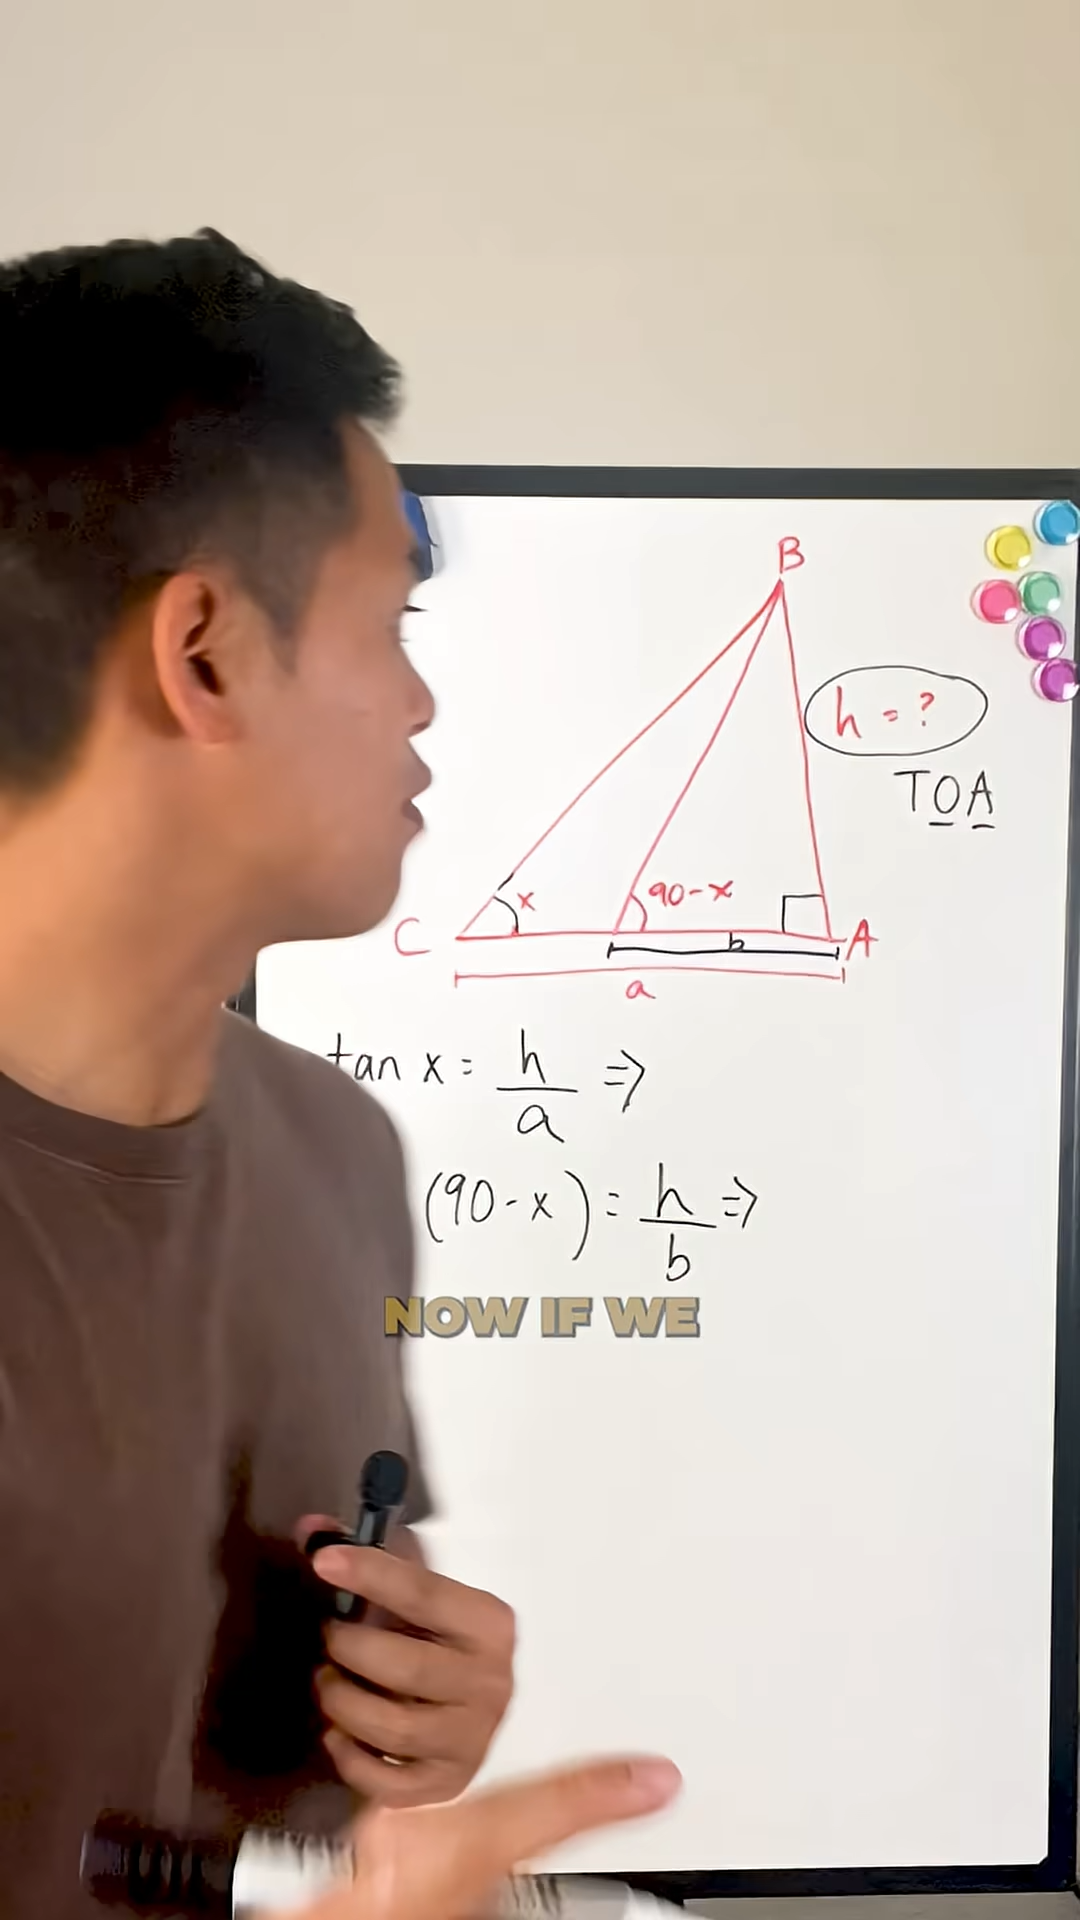 B
h = ?
TOA
x
90-x
C
b
A
a
tan x = h/a ⇒
(90-x) = h/b ⇒
NOW IF WE